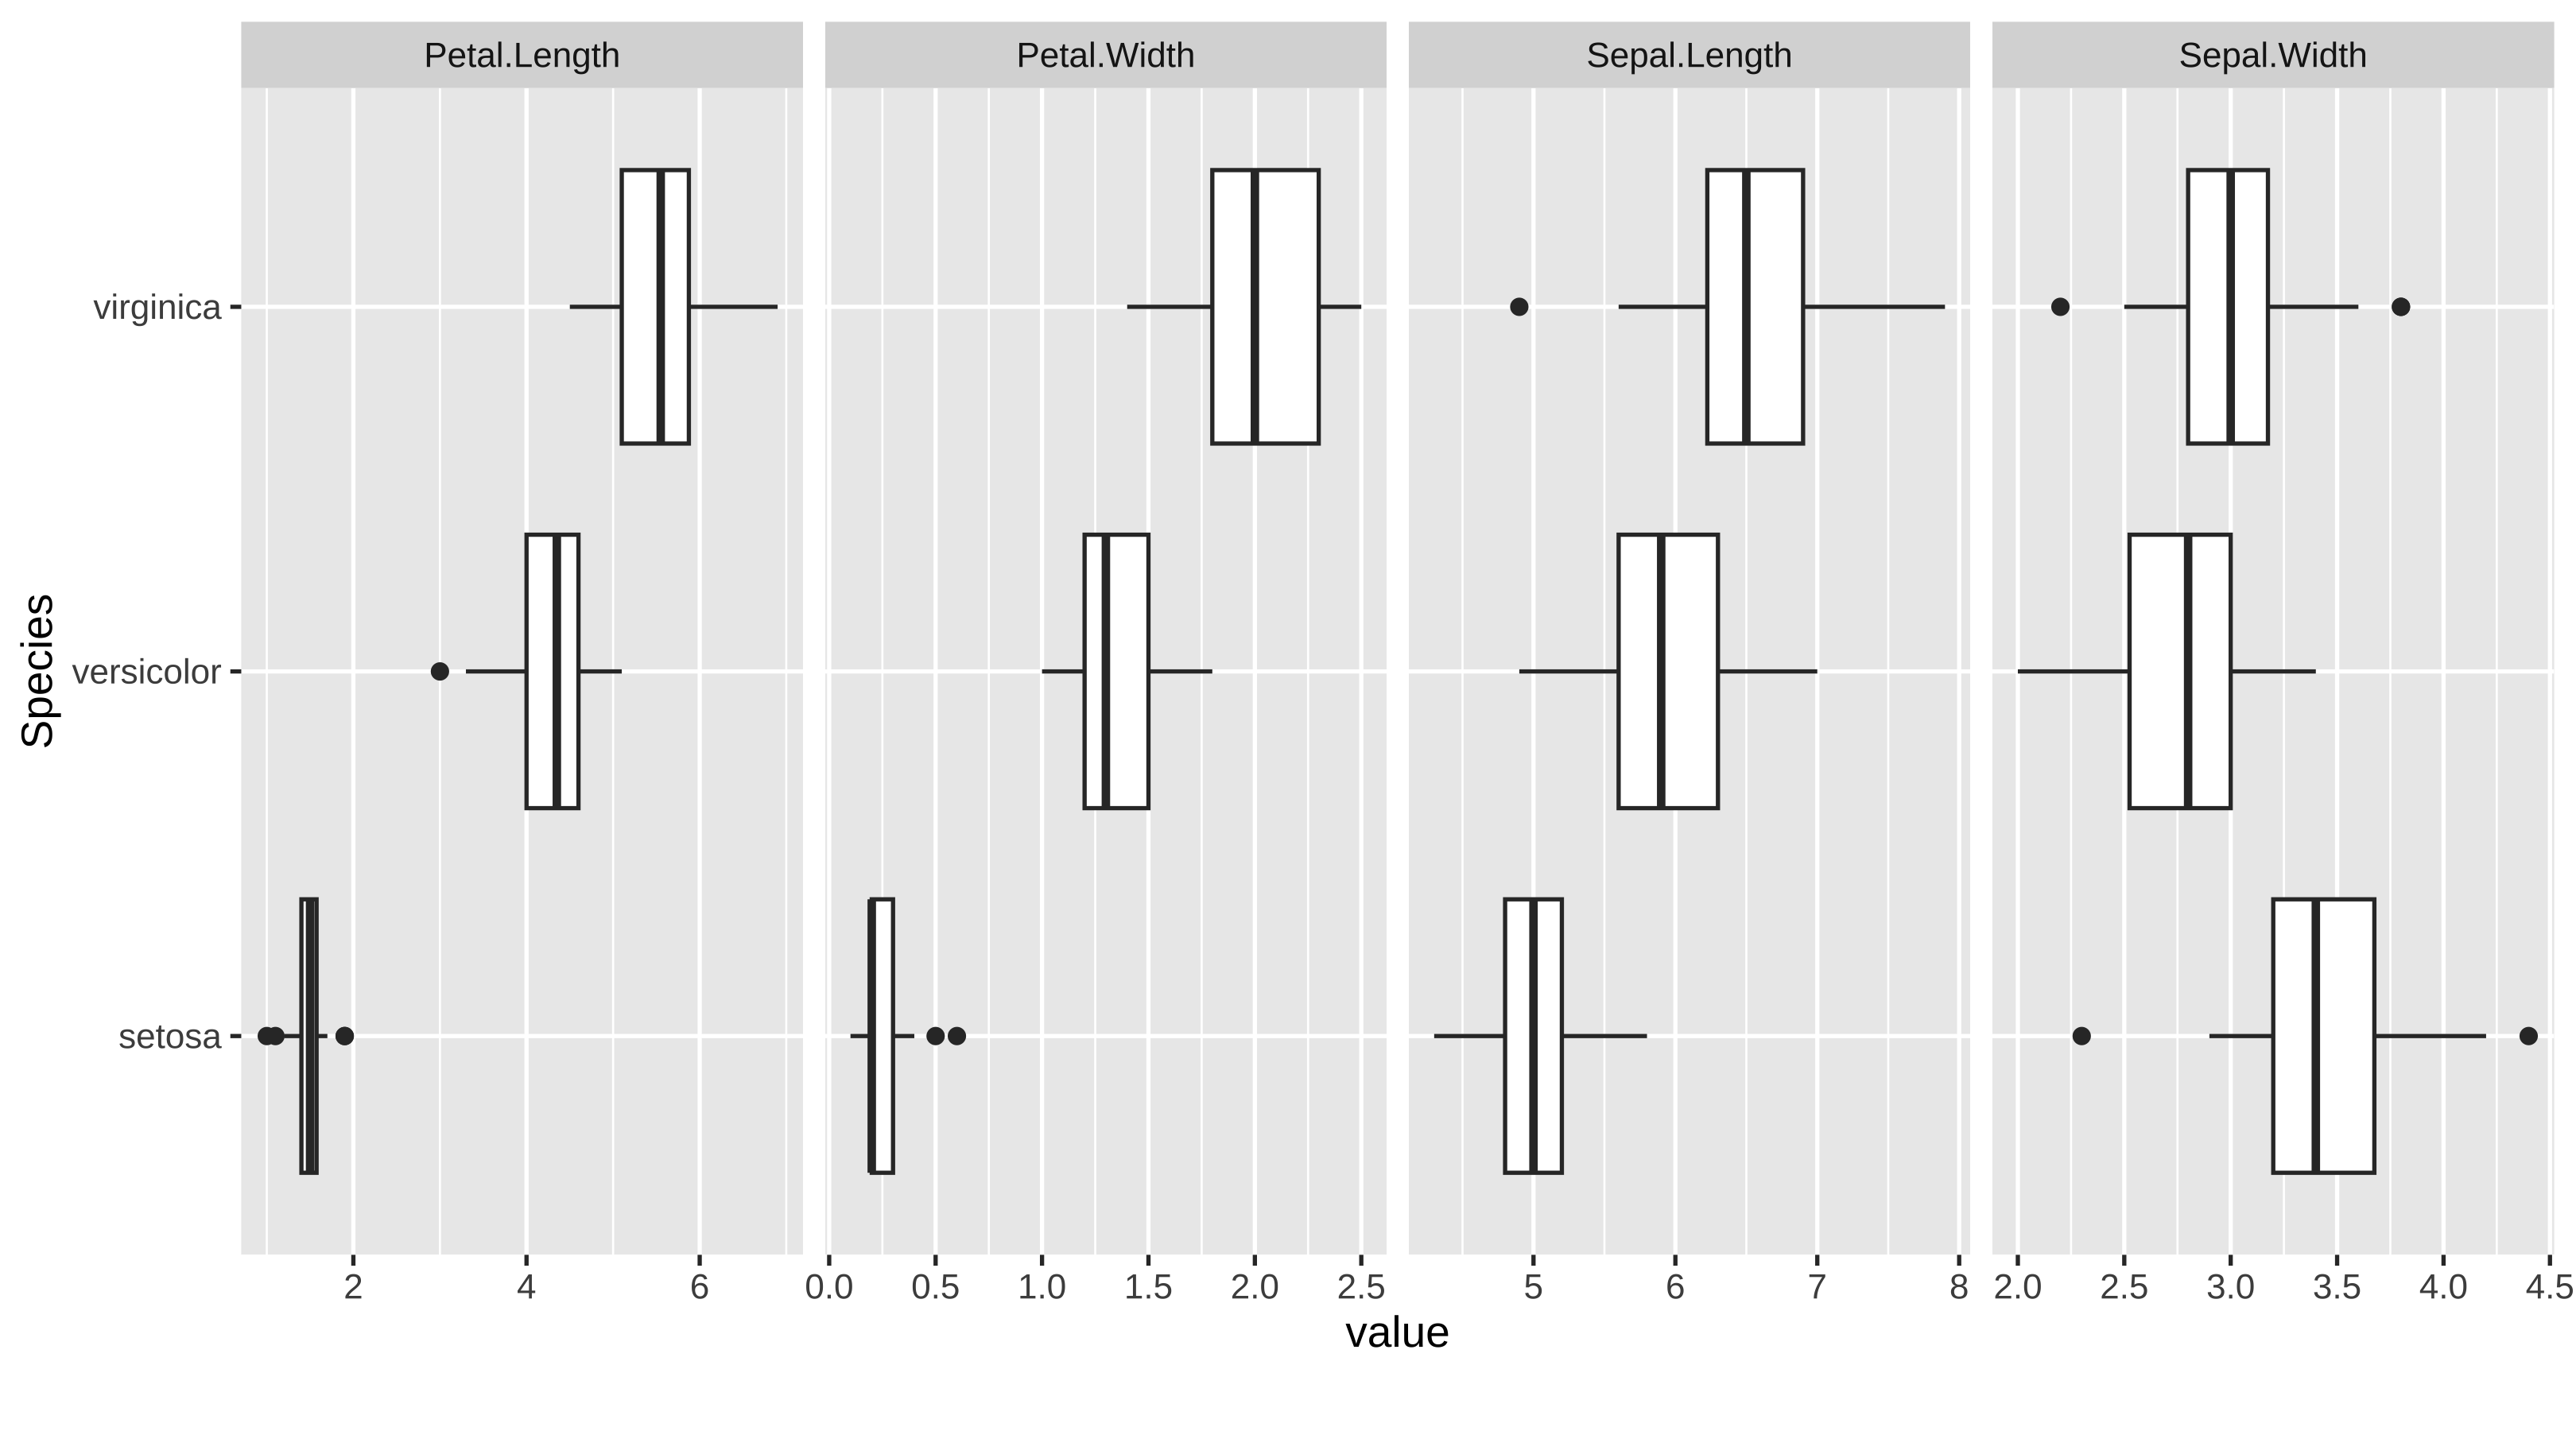 Petal.Length Petal.Width Sepal.Length Sepal.Width
virginica
versicolor
setosa
Species
2 4 6 0.0 0.5 1.0 1.5 2.0 2.5 5 6 7 8 2.0 2.5 3.0 3.5 4.0 4.5
value